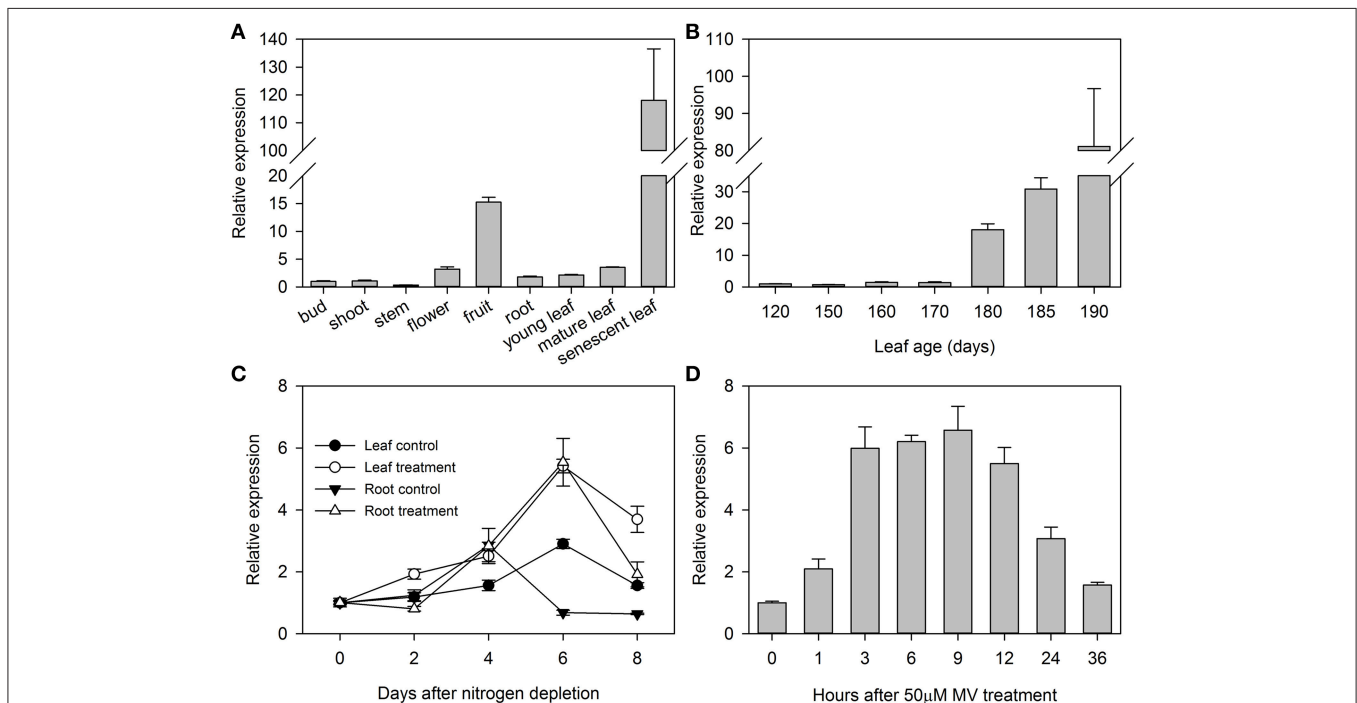 A
Relative expression
140
130
120
110
100
20
15
10
5
0
bud
shoot
stem
flower
fruit
root
young leaf
mature leaf
senescent leaf
B
Relative expression
110
100
90
80
30
20
10
0
120 150 160 170 180 185 190
Leaf age (days)
C
Relative expression
8
6
4
2
0
Leaf control
Leaf treatment
Root control
Root treatment
0 2 4 6 8
Days after nitrogen depletion
D
Relative expression
8
6
4
2
0
0 1 3 6 9 12 24 36
Hours after 50μM MV treatment